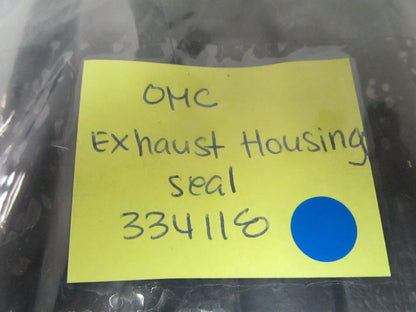 OMC
Exhaust Housing
seal
334118